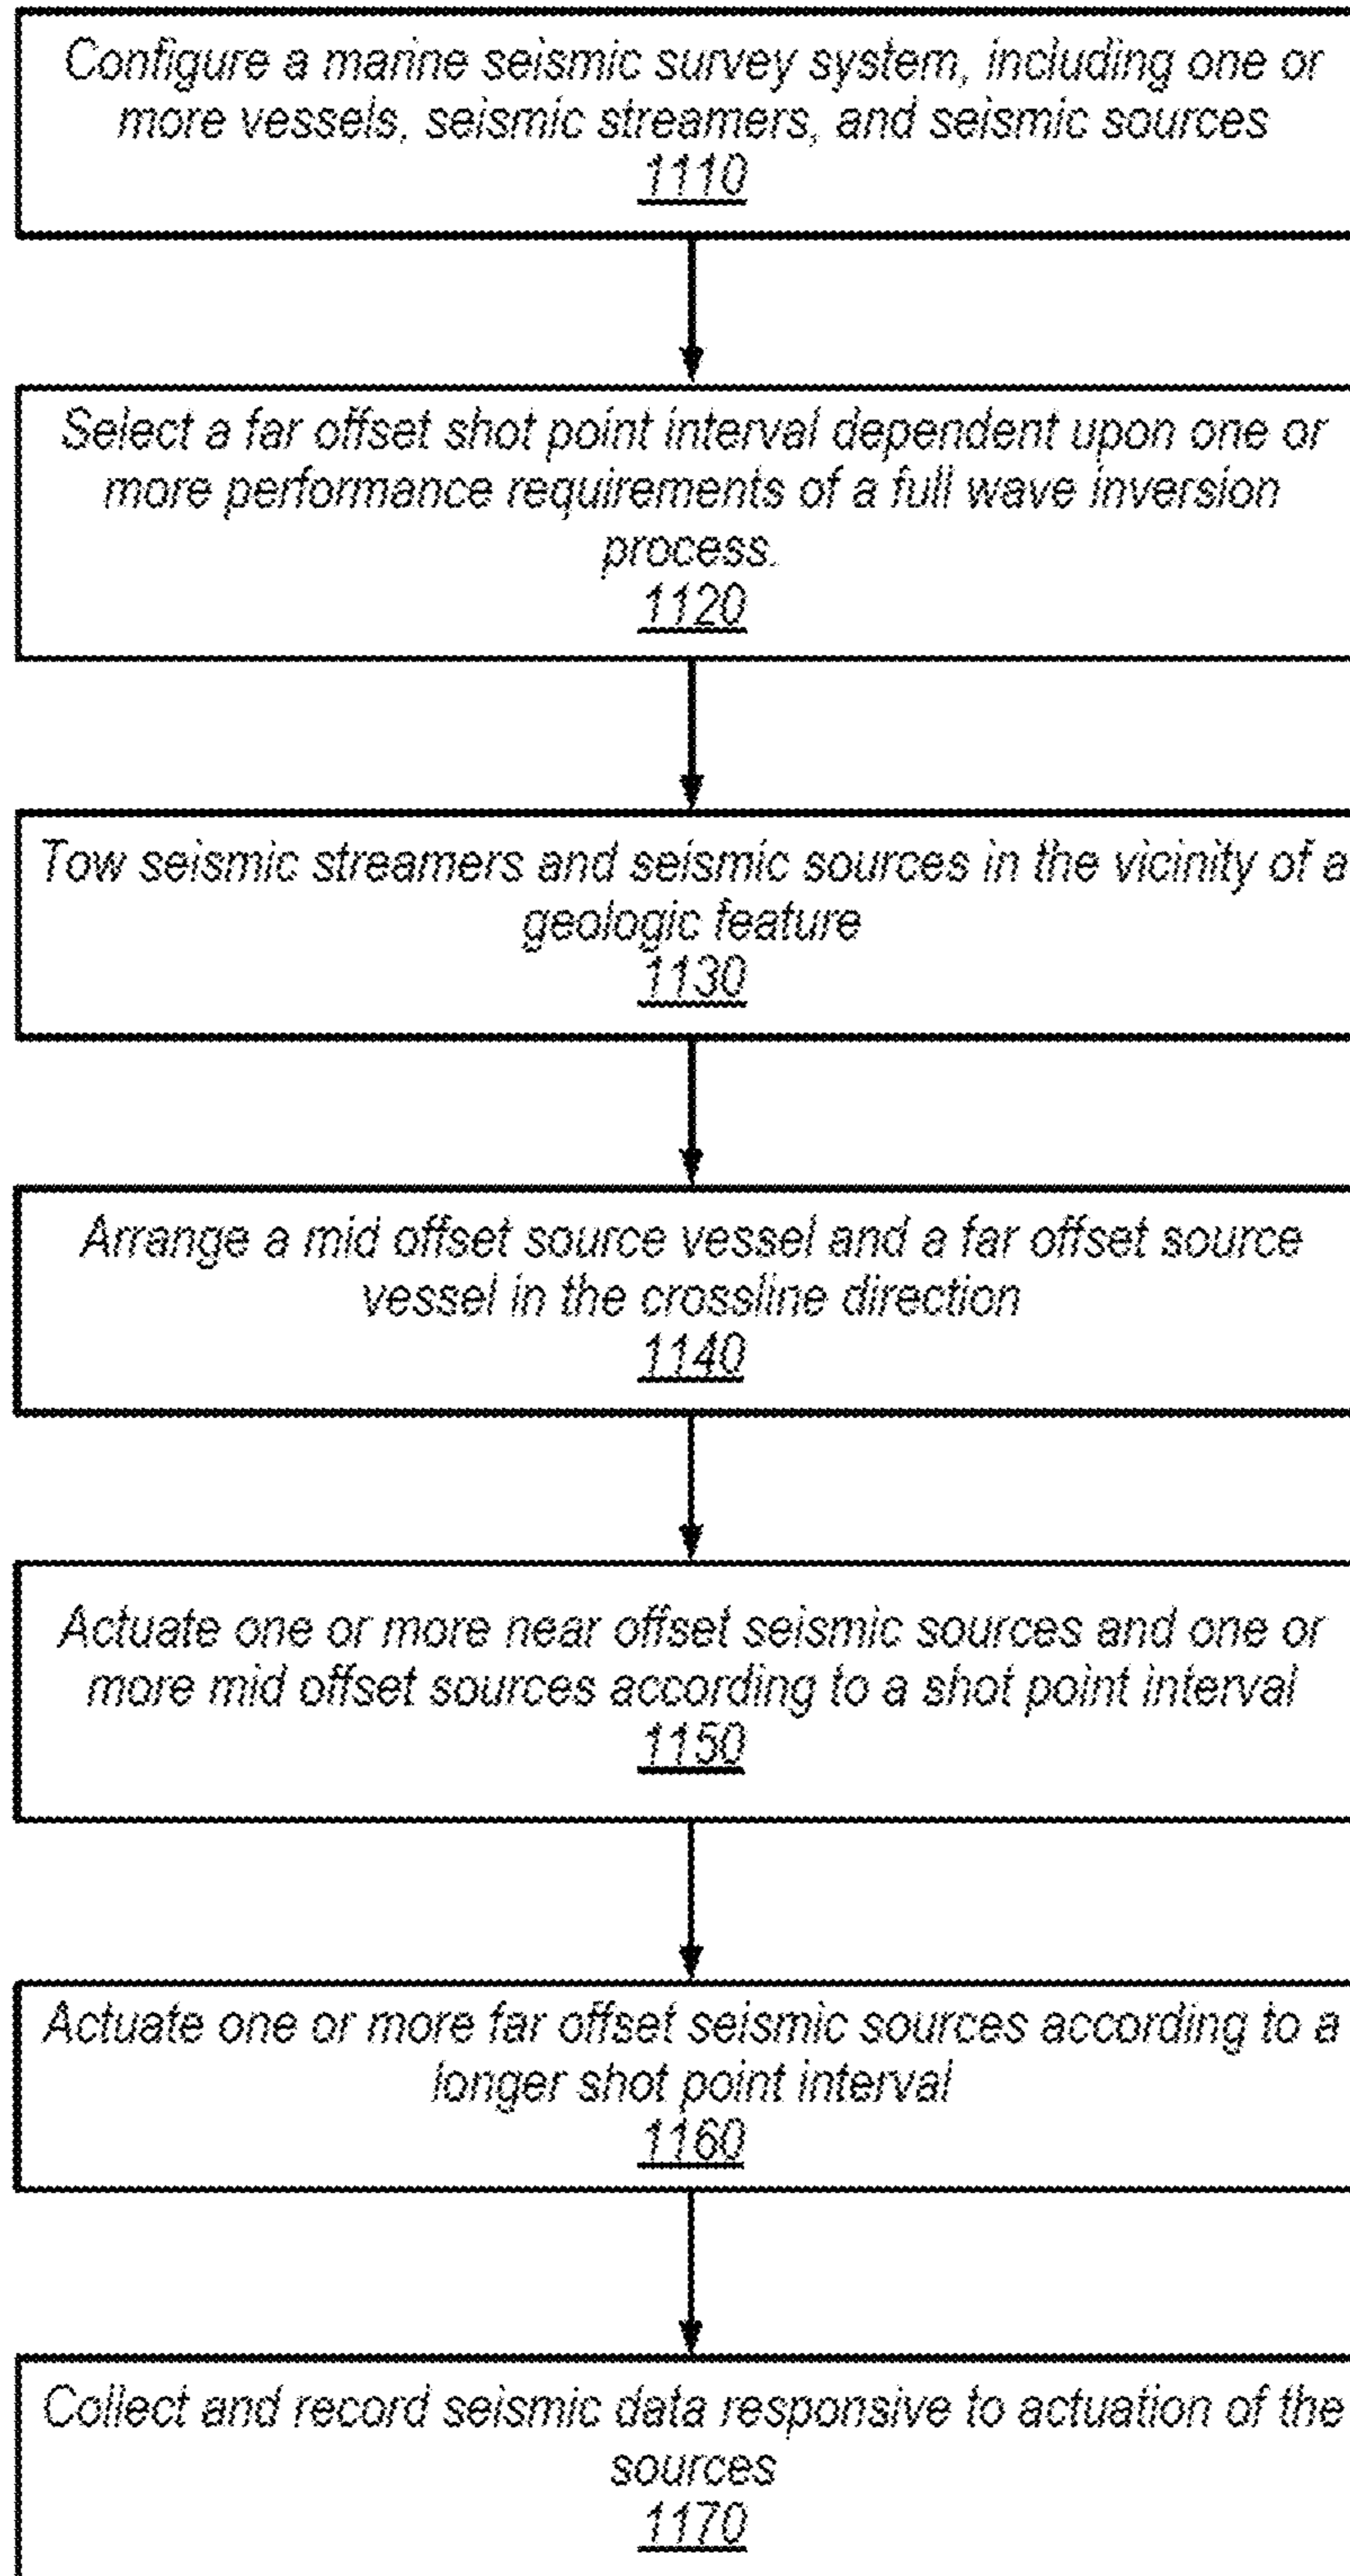 Configure a marine seismic survey system, including one or
more vessels, seismic streamers, and seismic sources
1110
Select a far offset shot point interval dependent upon one or
more performance requirements of a full wave inversion
process.
1120
Tow seismic streamers and seismic sources in the vicinity of a
geologic feature
1130
Arrange a mid offset source vessel and a far offset source
vessel in the crossline direction
1140
Actuate one or more near offset seismic sources and one or
more mid offset sources according to a shot point interval
1150
Actuate one or more far offset seismic sources according to a
longer shot point interval
1160
Collect and record seismic data responsive to actuation of the
sources
1170